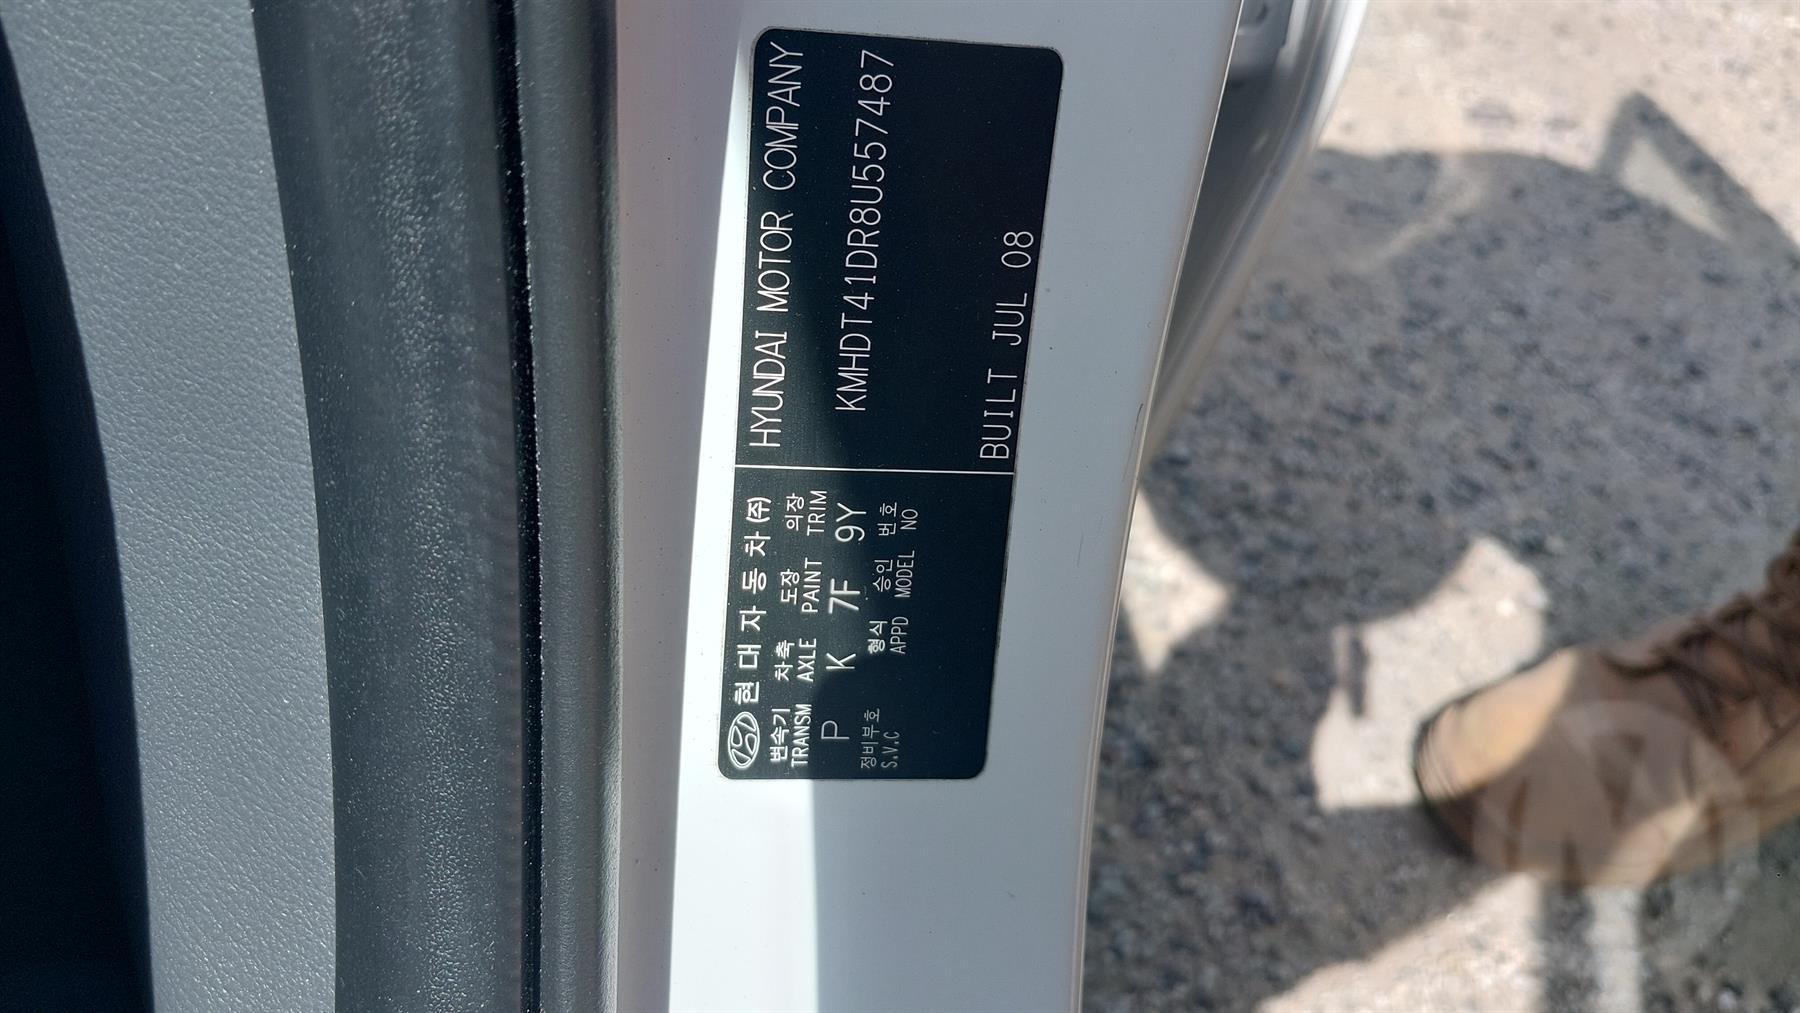 현대자동차(주)
변속기 차축 도장 의장
TRANSM AXLE PAINT TRIM
P K 7F 9Y
정비부호 형식 승인 번호
S.V.C APPD MODEL NO
HYUNDAI MOTOR COMPANY
KMHDT41DR8U557487
BUILT JUL 08